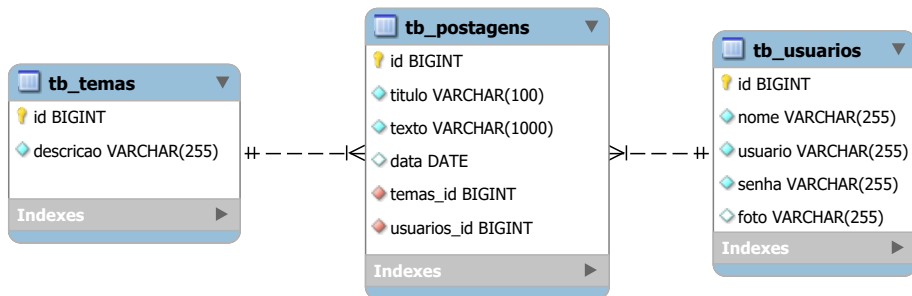 tb_temas
id BIGINT
descricao VARCHAR(255)
Indexes
tb_postagens
id BIGINT
titulo VARCHAR(100)
texto VARCHAR(1000)
data DATE
temas_id BIGINT
usuarios_id BIGINT
Indexes
tb_usuarios
id BIGINT
nome VARCHAR(255)
usuario VARCHAR(255)
senha VARCHAR(255)
foto VARCHAR(255)
Indexes